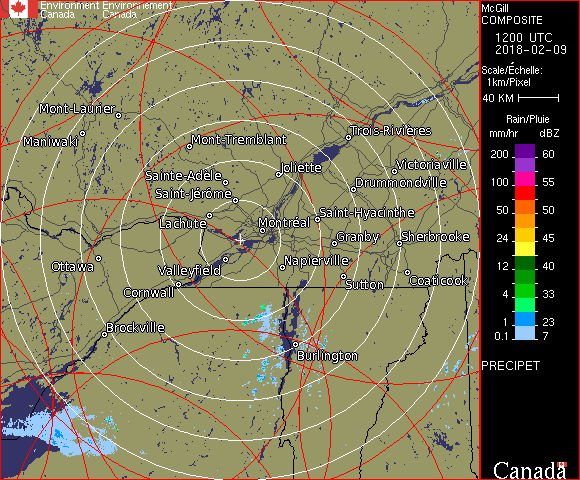 Environment Environnement
Canada Canada
McGill
COMPOSITE
1200 UTC
2018-02-09
Scale/Échelle:
1km/Pixel
40 KM
Rain/Pluie
mm/hr dBZ
200 60
100 55
50 50
24 45
12 40
4 33
1 23
0.1 7
PRECIPET
Canada
Mont-Laurier
Maniwaki
Mont-Tremblant
Trois-Rivières
Sainte-Adèle
Joliette
Victoriaville
Saint-Jérôme
Drummondville
Lachute
Montréal
Saint-Hyacinthe
Granby
Sherbrooke
Ottawa
Valleyfield
Napierville
Cornwall
Sutton
Coaticook
Brockville
Burlington